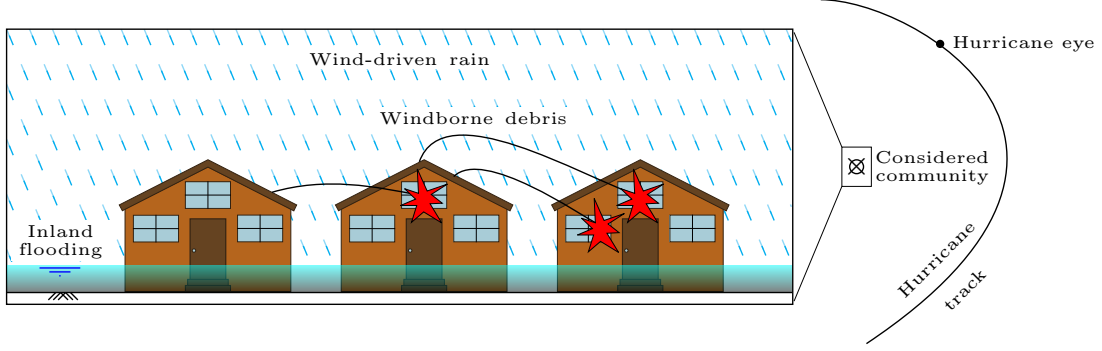 Wind-driven rain
Windborne debris
Inland
flooding
Hurricane eye
Considered
community
Hurricane
track